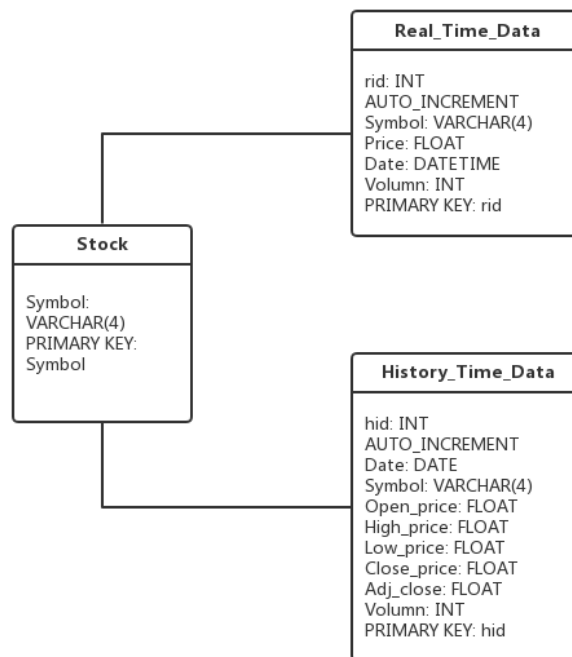 Real_Time_Data
rid: INT
AUTO_INCREMENT
Symbol: VARCHAR(4)
Price: FLOAT
Date: DATETIME
Volumn: INT
PRIMARY KEY: rid
Stock
Symbol:
VARCHAR(4)
PRIMARY KEY:
Symbol
History_Time_Data
hid: INT
AUTO_INCREMENT
Date: DATE
Symbol: VARCHAR(4)
Open_price: FLOAT
High_price: FLOAT
Low_price: FLOAT
Close_price: FLOAT
Adj_close: FLOAT
Volumn: INT
PRIMARY KEY: hid